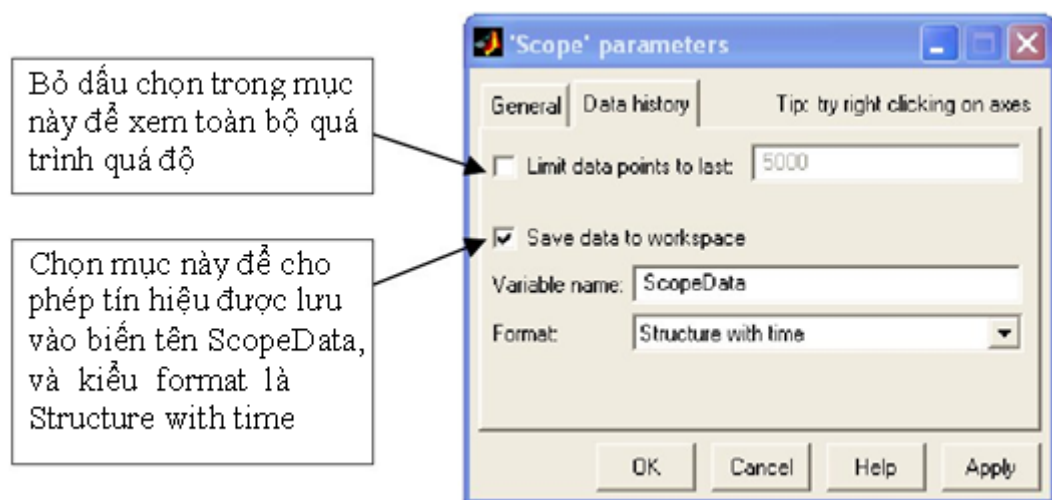 Bỏ dấu chọn trong mục
này để xem toàn bộ quá
trình quá độ
Chọn mục này để cho
phép tín hiệu được lưu
vào biến tên ScopeData,
và kiểu format là
Structure with time
'Scope' parameters
General Data history Tip: try right clicking on axes
Limit data points to last: 5000
Save data to workspace
Variable name: ScopeData
Format: Structure with time
OK Cancel Help Apply